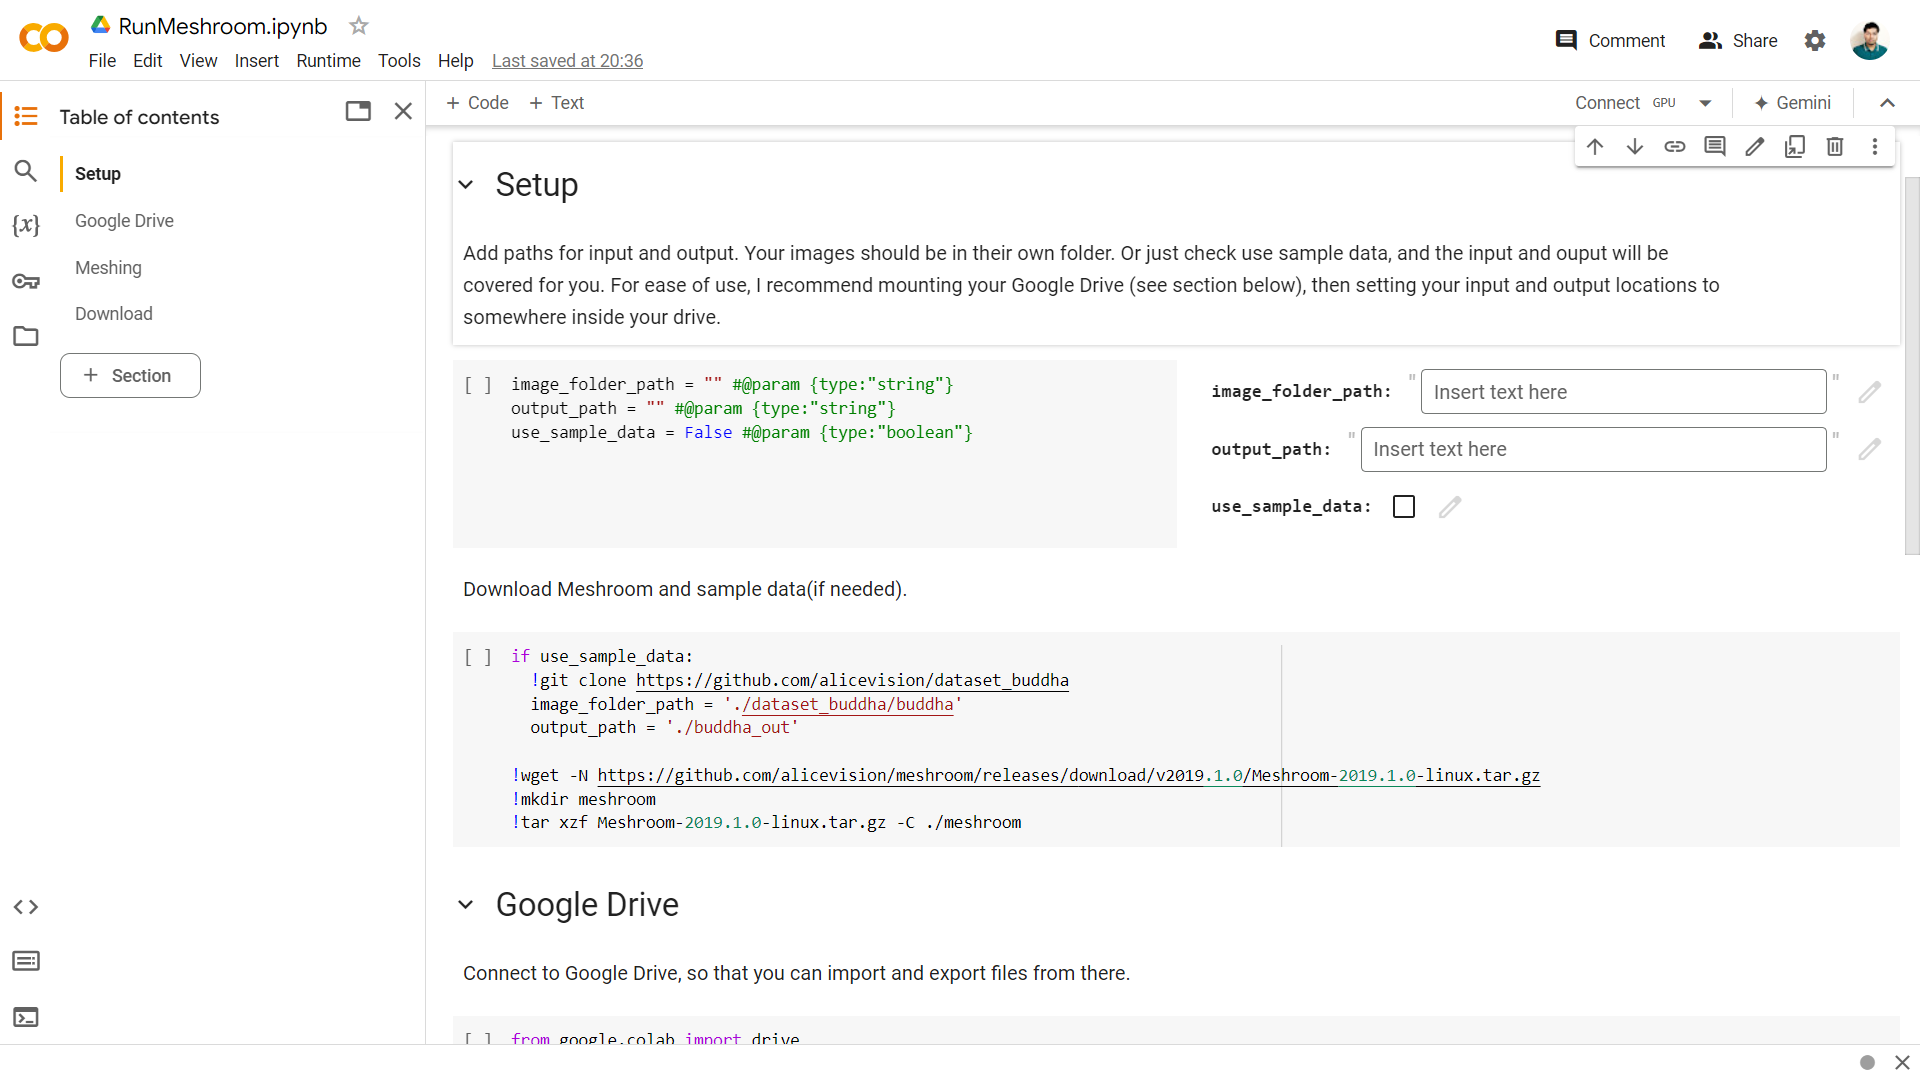 RunMeshroom.ipynb
File Edit View Insert Runtime Tools Help Last saved at 20:36
Comment
Share
Table of contents
Setup
Google Drive
Meshing
Download
+ Section
+ Code + Text
Connect GPU
Gemini
Setup
Add paths for input and output. Your images should be in their own folder. Or just check use sample data, and the input and ouput will be
covered for you. For ease of use, I recommend mounting your Google Drive (see section below), then setting your input and output locations to
somewhere inside your drive.
[ ] image_folder_path = "" #@param {type:"string"}
output_path = "" #@param {type:"string"}
use_sample_data = False #@param {type:"boolean"}
image_folder_path: " Insert text here "
output_path: " Insert text here "
use_sample_data:
Download Meshroom and sample data(if needed).
[ ] if use_sample_data:
!git clone https://github.com/alicevision/dataset_buddha
image_folder_path = './dataset_buddha/buddha'
output_path = './buddha_out'
!wget -N https://github.com/alicevision/meshroom/releases/download/v2019.1.0/Meshroom-2019.1.0-linux.tar.gz
!mkdir meshroom
!tar xzf Meshroom-2019.1.0-linux.tar.gz -C ./meshroom
Google Drive
Connect to Google Drive, so that you can import and export files from there.
[ ] from google.colab import drive